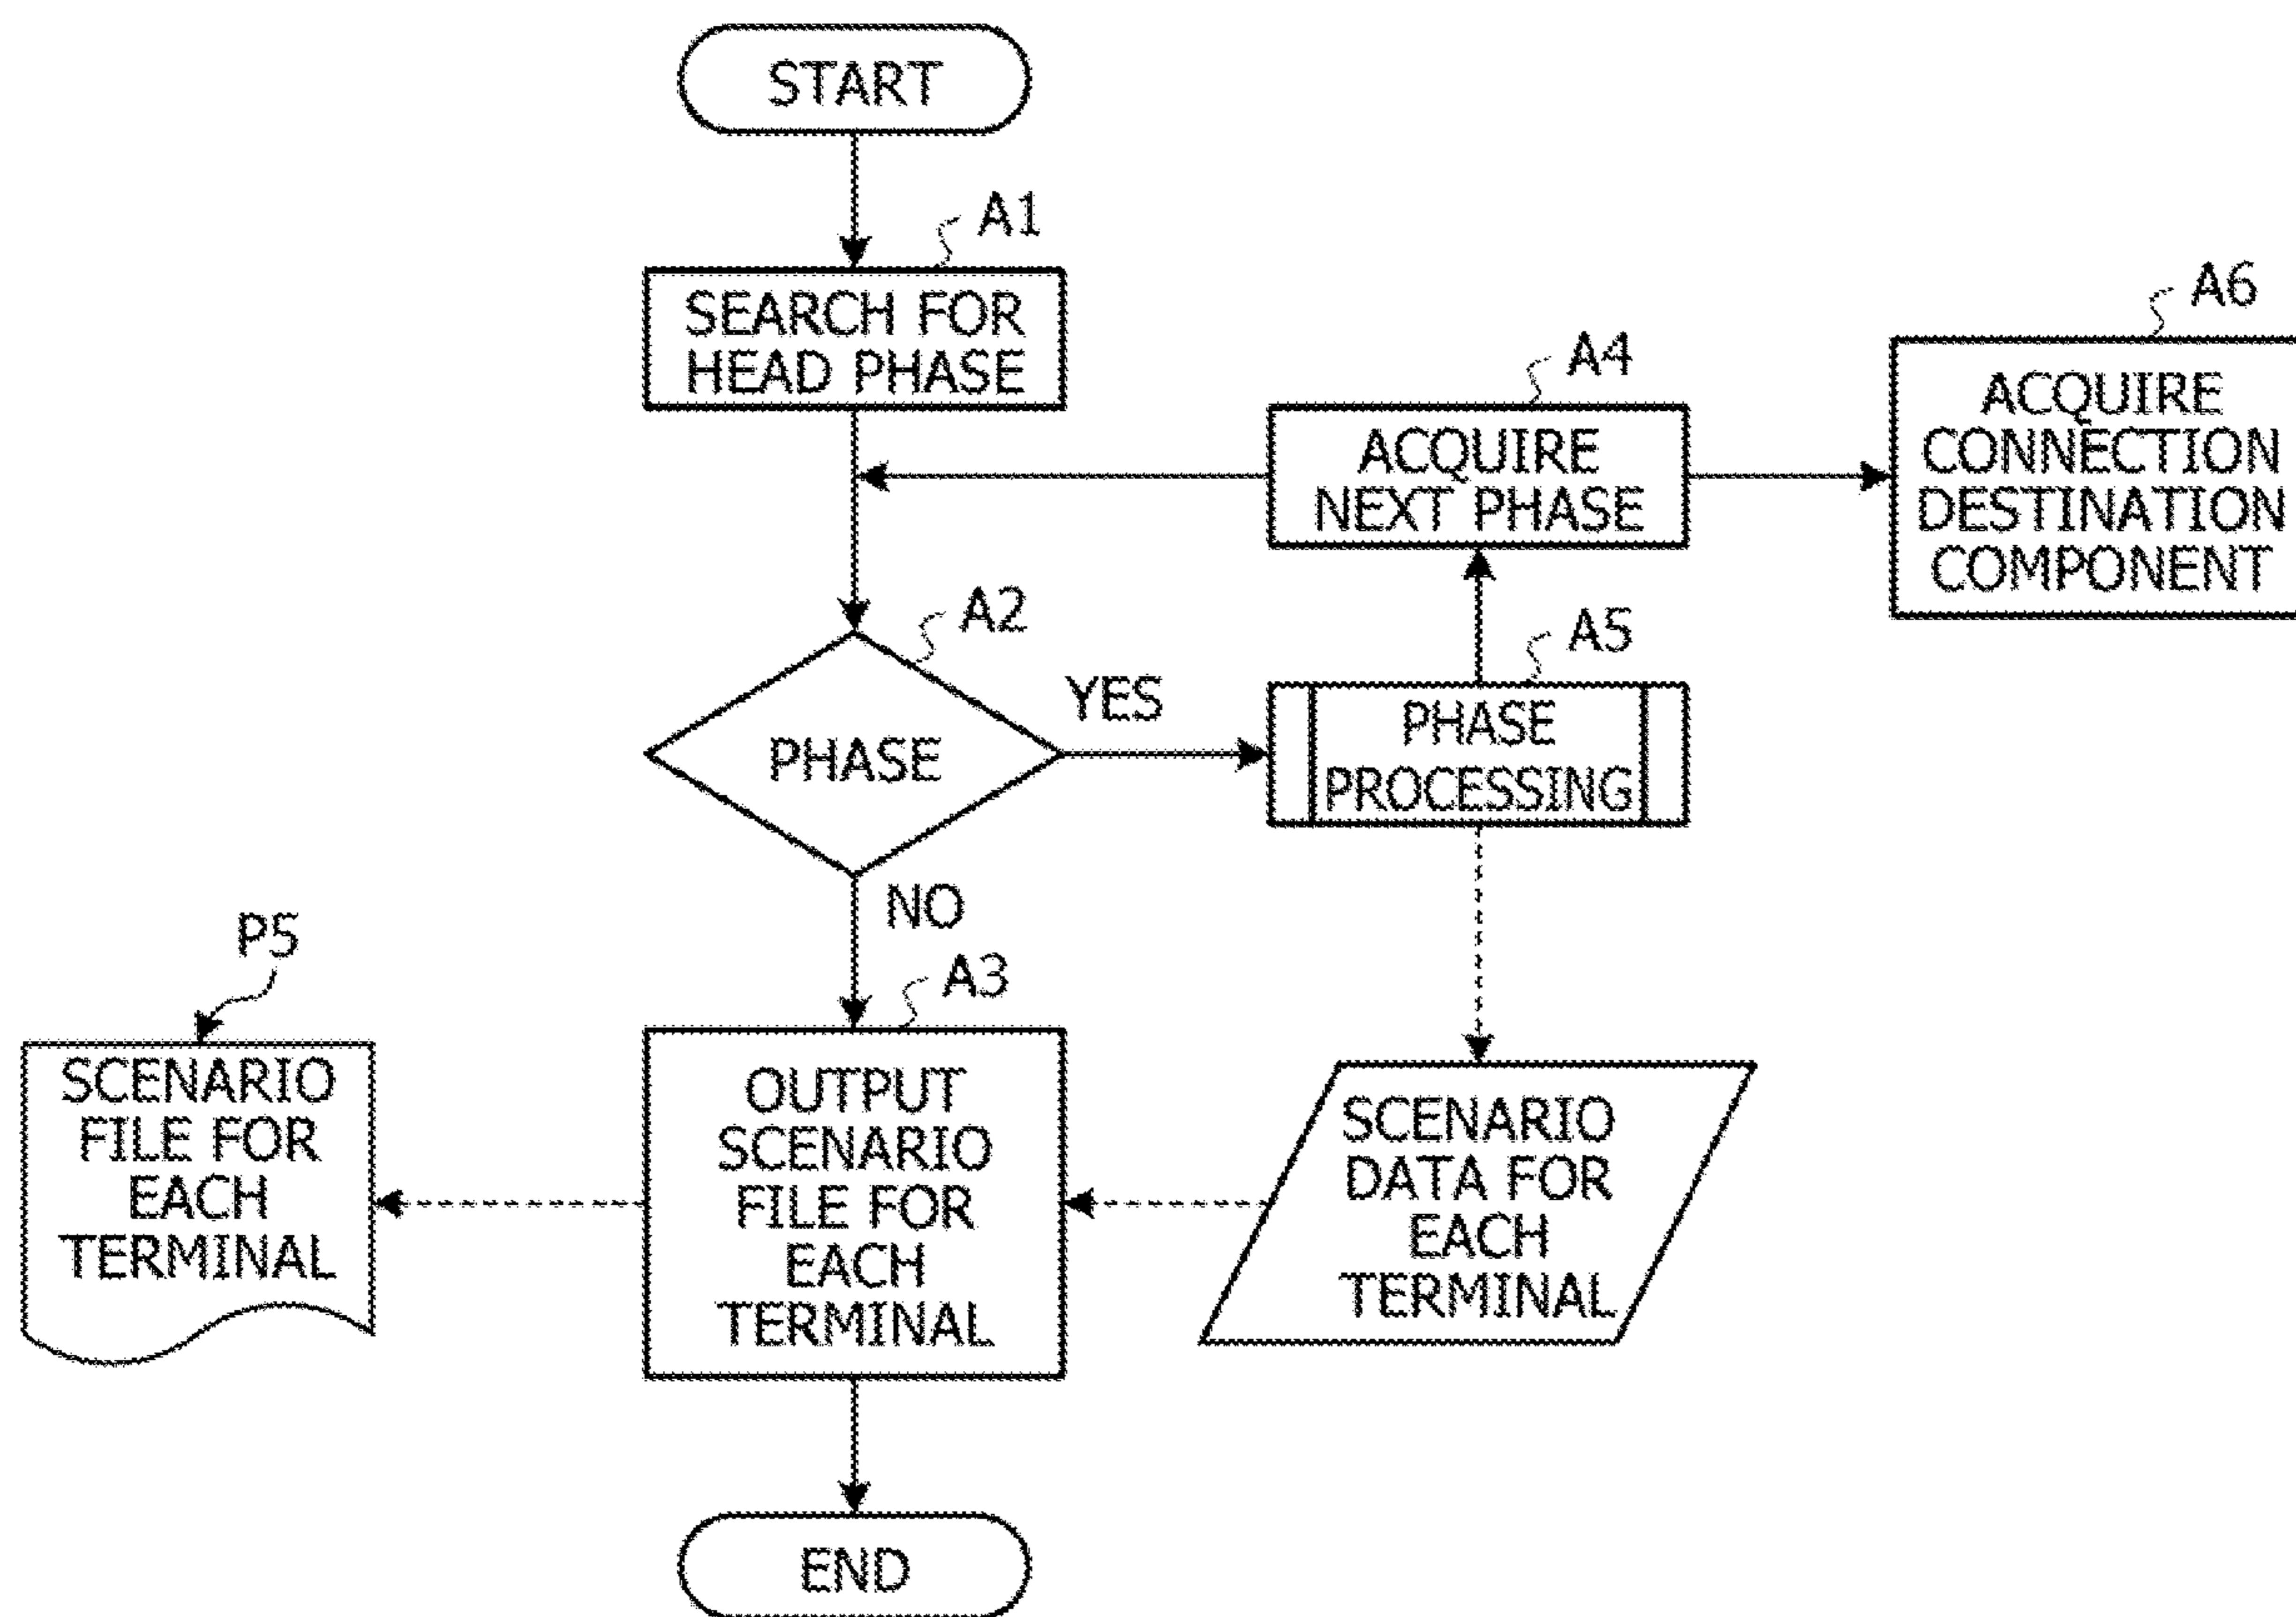 START
A1
SEARCH FOR
HEAD PHASE
A6
ACQUIRE
CONNECTION
DESTINATION
COMPONENT
A4
ACQUIRE
NEXT PHASE
A2
PHASE
YES
A5
PHASE
PROCESSING
NO
P5
SCENARIO
FILE FOR
EACH
TERMINAL
A3
OUTPUT
SCENARIO
FILE FOR
EACH
TERMINAL
SCENARIO
DATA FOR
EACH
TERMINAL
END